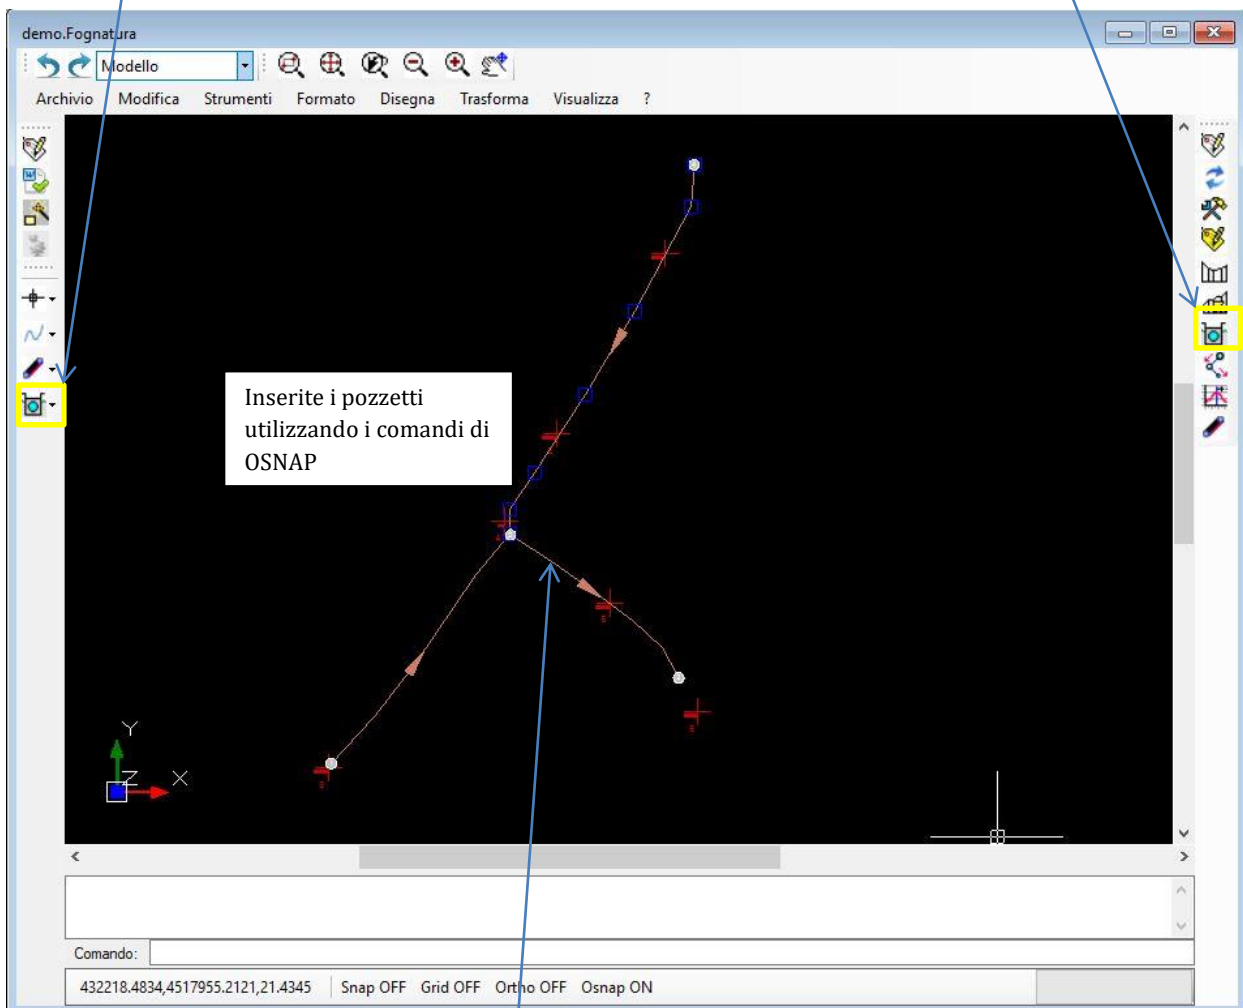 demo.Fognatura
Modello
Archivio Modifica Strumenti Formato Disegna Trasforma Visualizza ?
Inserite i pozzetti
utilizzando i comandi di
OSNAP
Y
Z X
Comando:
432218.4834,4517955.2121,21.4345 Snap OFF Grid OFF Ortho OFF Osnap ON